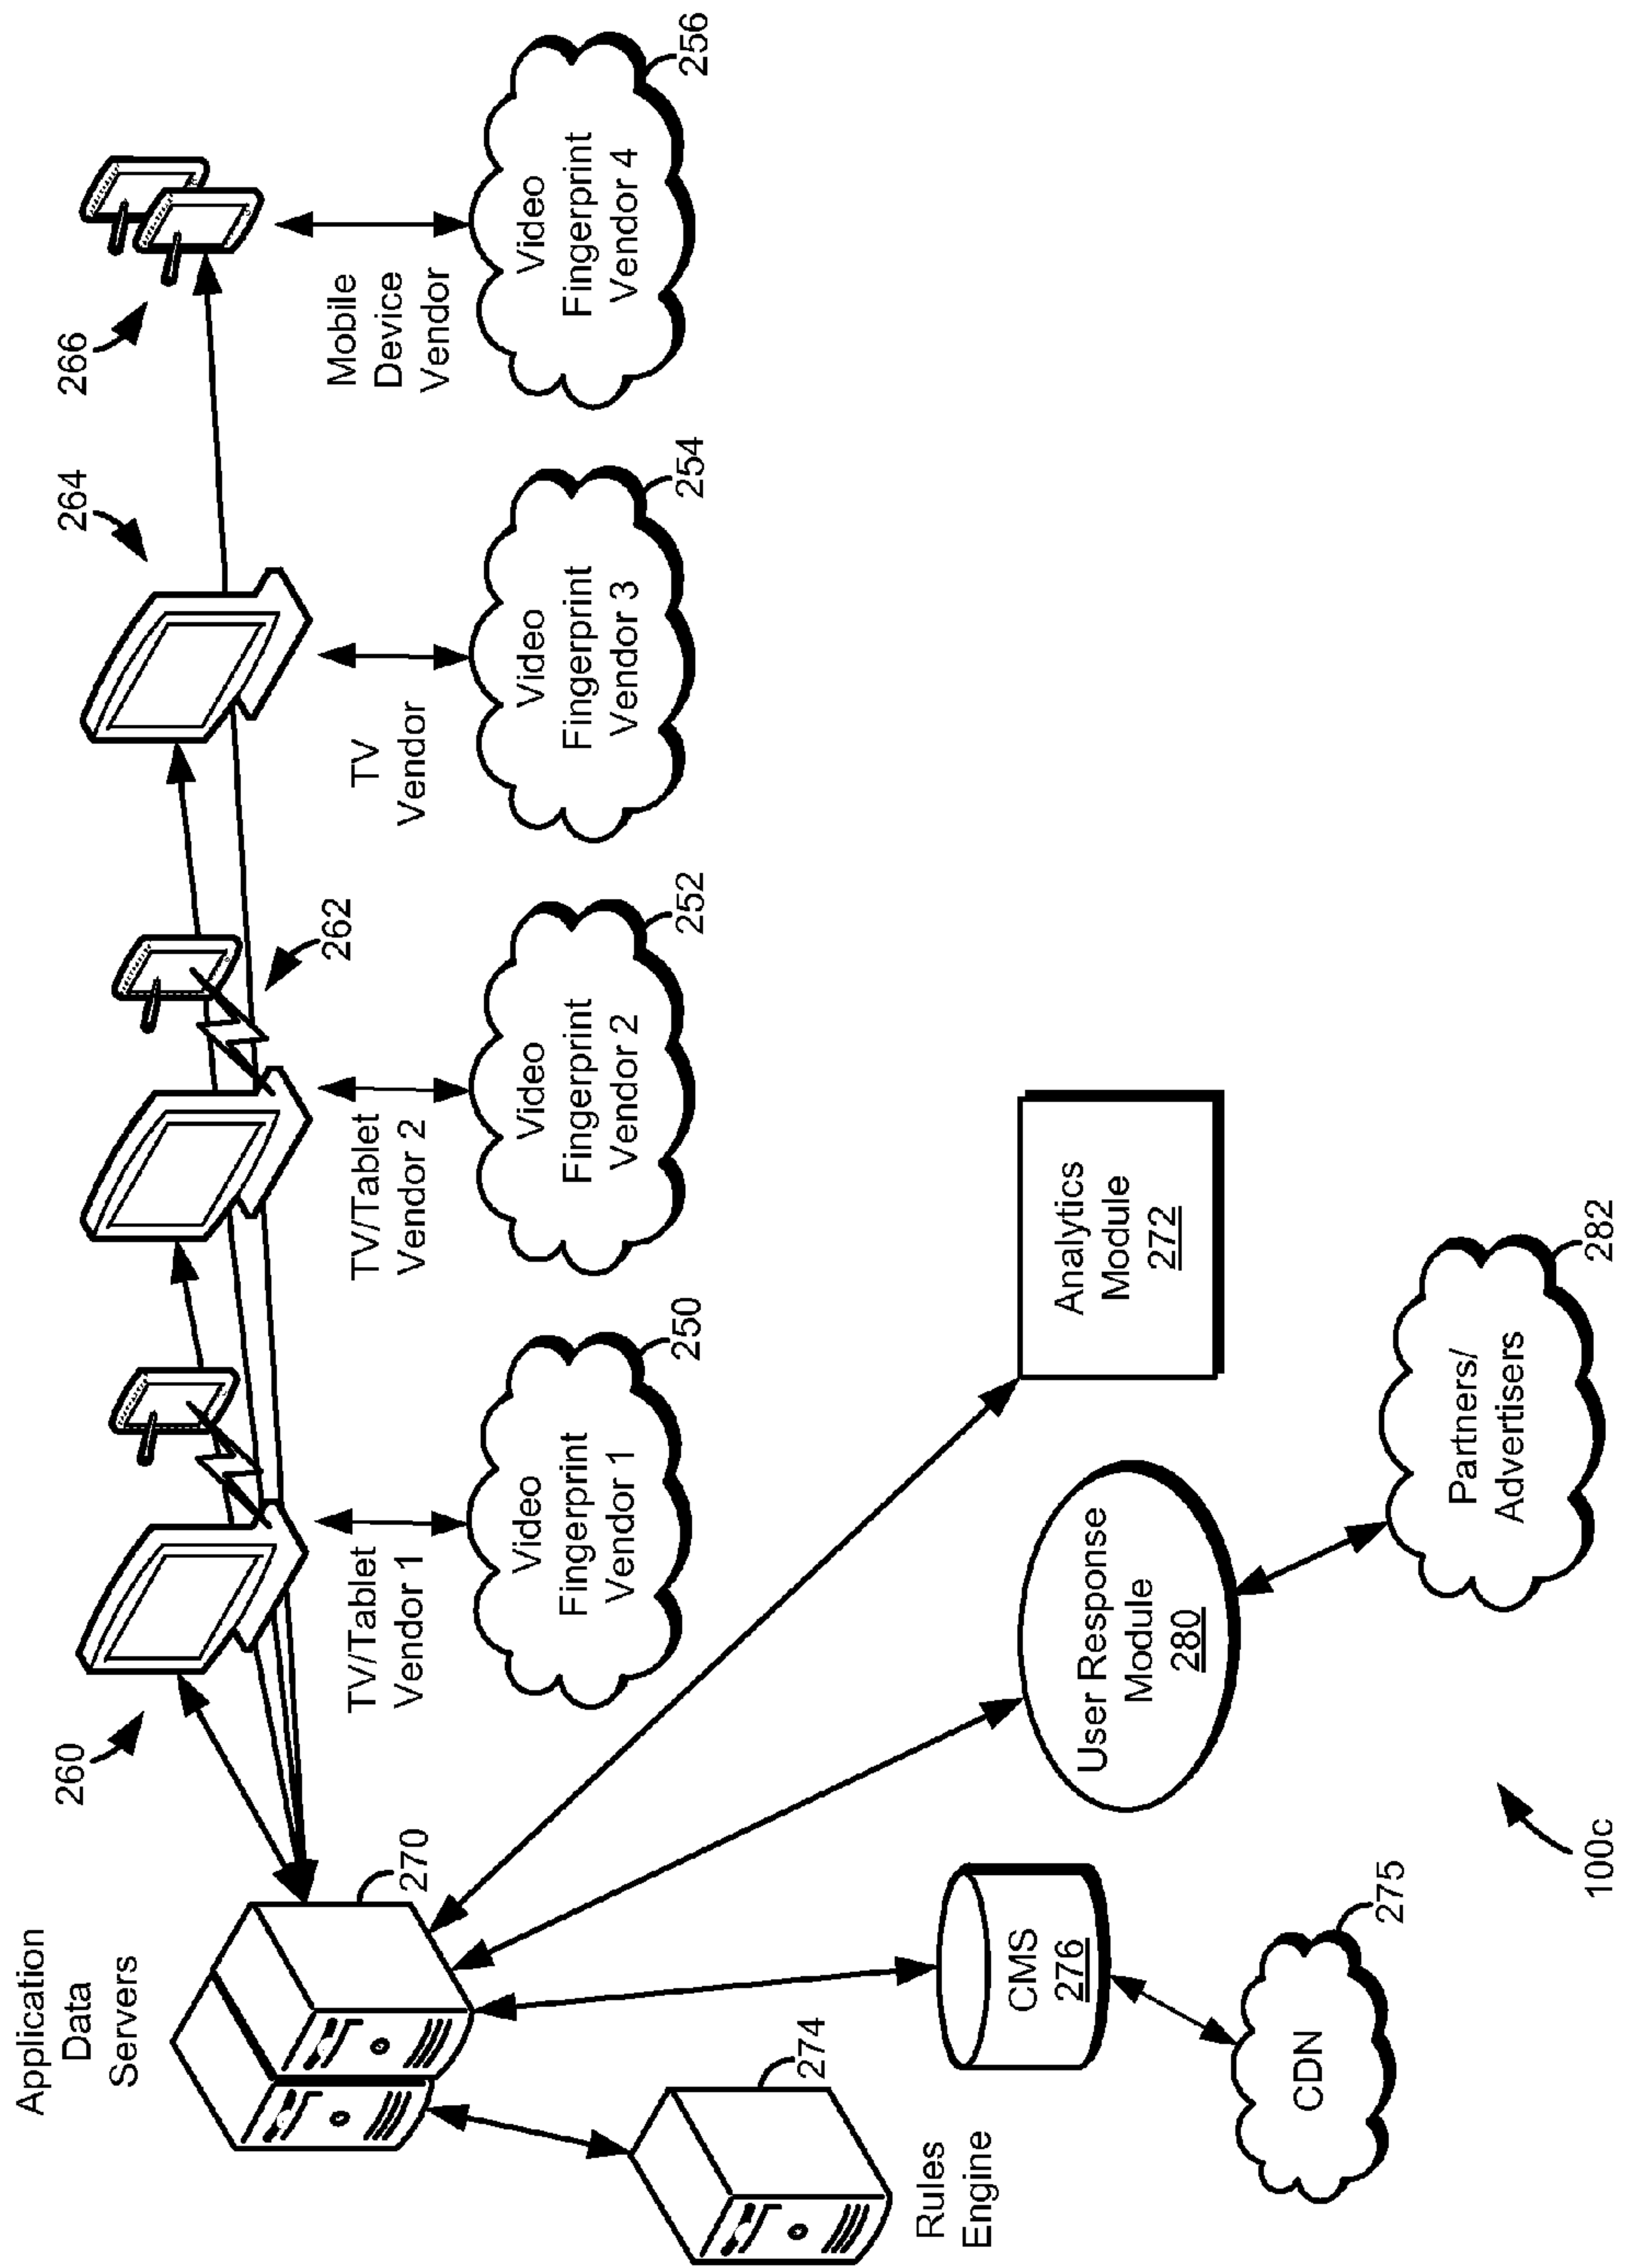 Application
Data
Servers
270
260
262
264
266
TV/Tablet
Vendor 1
TV/Tablet
Vendor 2
TV
Vendor
Mobile
Device
Vendor
Video
Fingerprint
Vendor 1
250
Video
Fingerprint
Vendor 2
252
Video
Fingerprint
Vendor 3
254
Video
Fingerprint
Vendor 4
256
274
Rules
Engine
CMS
276
CDN
275
User Response
Module
280
Analytics
Module
272
Partners/
Advertisers
282
100c